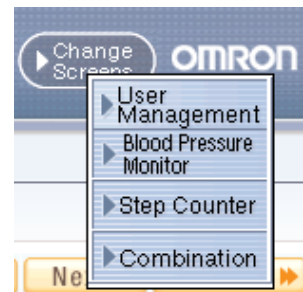 Change
Screens
OMRON
User
Management
Blood Pressure
Monitor
Step Counter
Combination
Ne